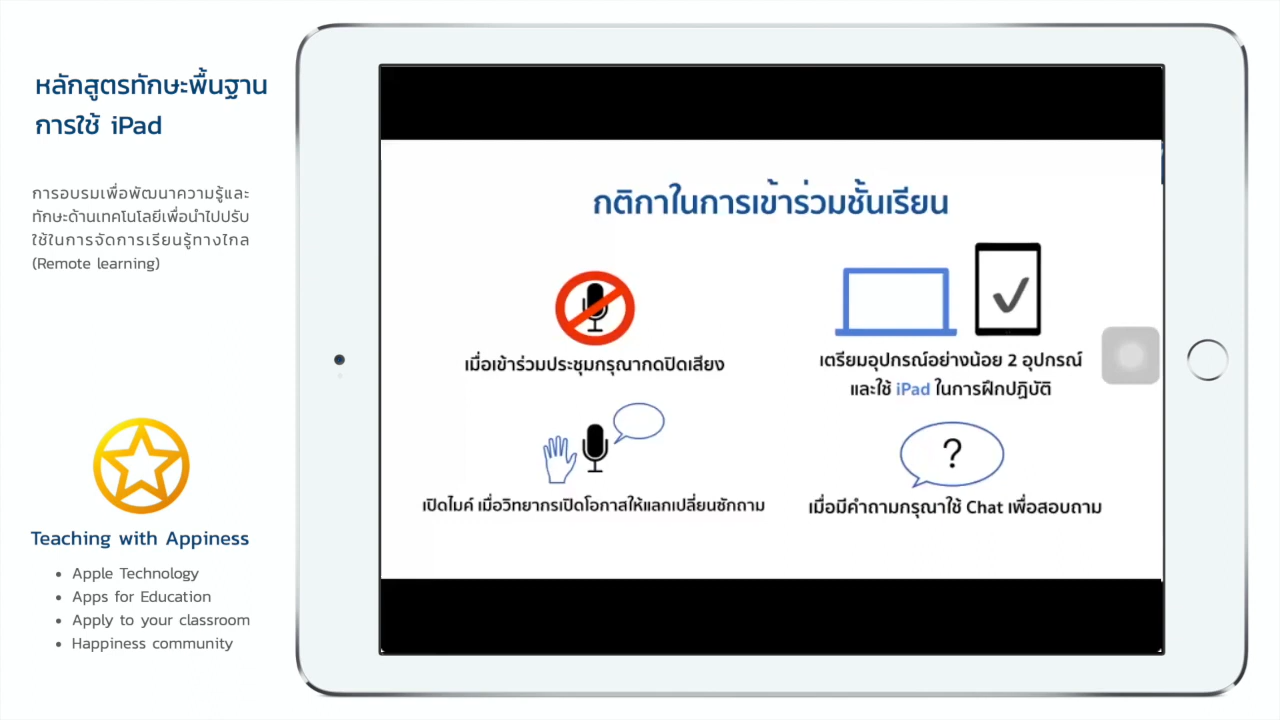 หลักสูตรทักษะพื้นฐาน
การใช้ iPad
การอบรมเพื่อพัฒนาความรู้และ
ทักษะด้านเทคโนโลยีเพื่อนำไปปรับ
ใช้ในการจัดการเรียนรู้ทางไกล
(Remote learning)
Teaching with Appiness
• Apple Technology
• Apps for Education
• Apply to your classroom
• Happiness community
กติกาในการเข้าร่วมชั้นเรียน
เมื่อเข้าร่วมประชุมกรุณากดปิดเสียง
เตรียมอุปกรณ์อย่างน้อย 2 อุปกรณ์
และใช้ iPad ในการฝึกปฏิบัติ
เปิดไมค์ เมื่อวิทยากรเปิดโอกาสให้แลกเปลี่ยนซักถาม
?
เมื่อมีคำถามกรุณาใช้ Chat เพื่อสอบถาม